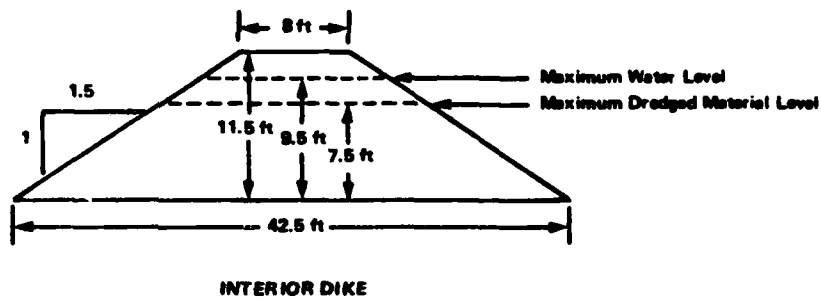 8 ft
Maximum Water Level
1.5
Maximum Dredged Material Level
1
11.5 ft
9.5 ft
7.5 ft
42.5 ft
INTERIOR DIKE